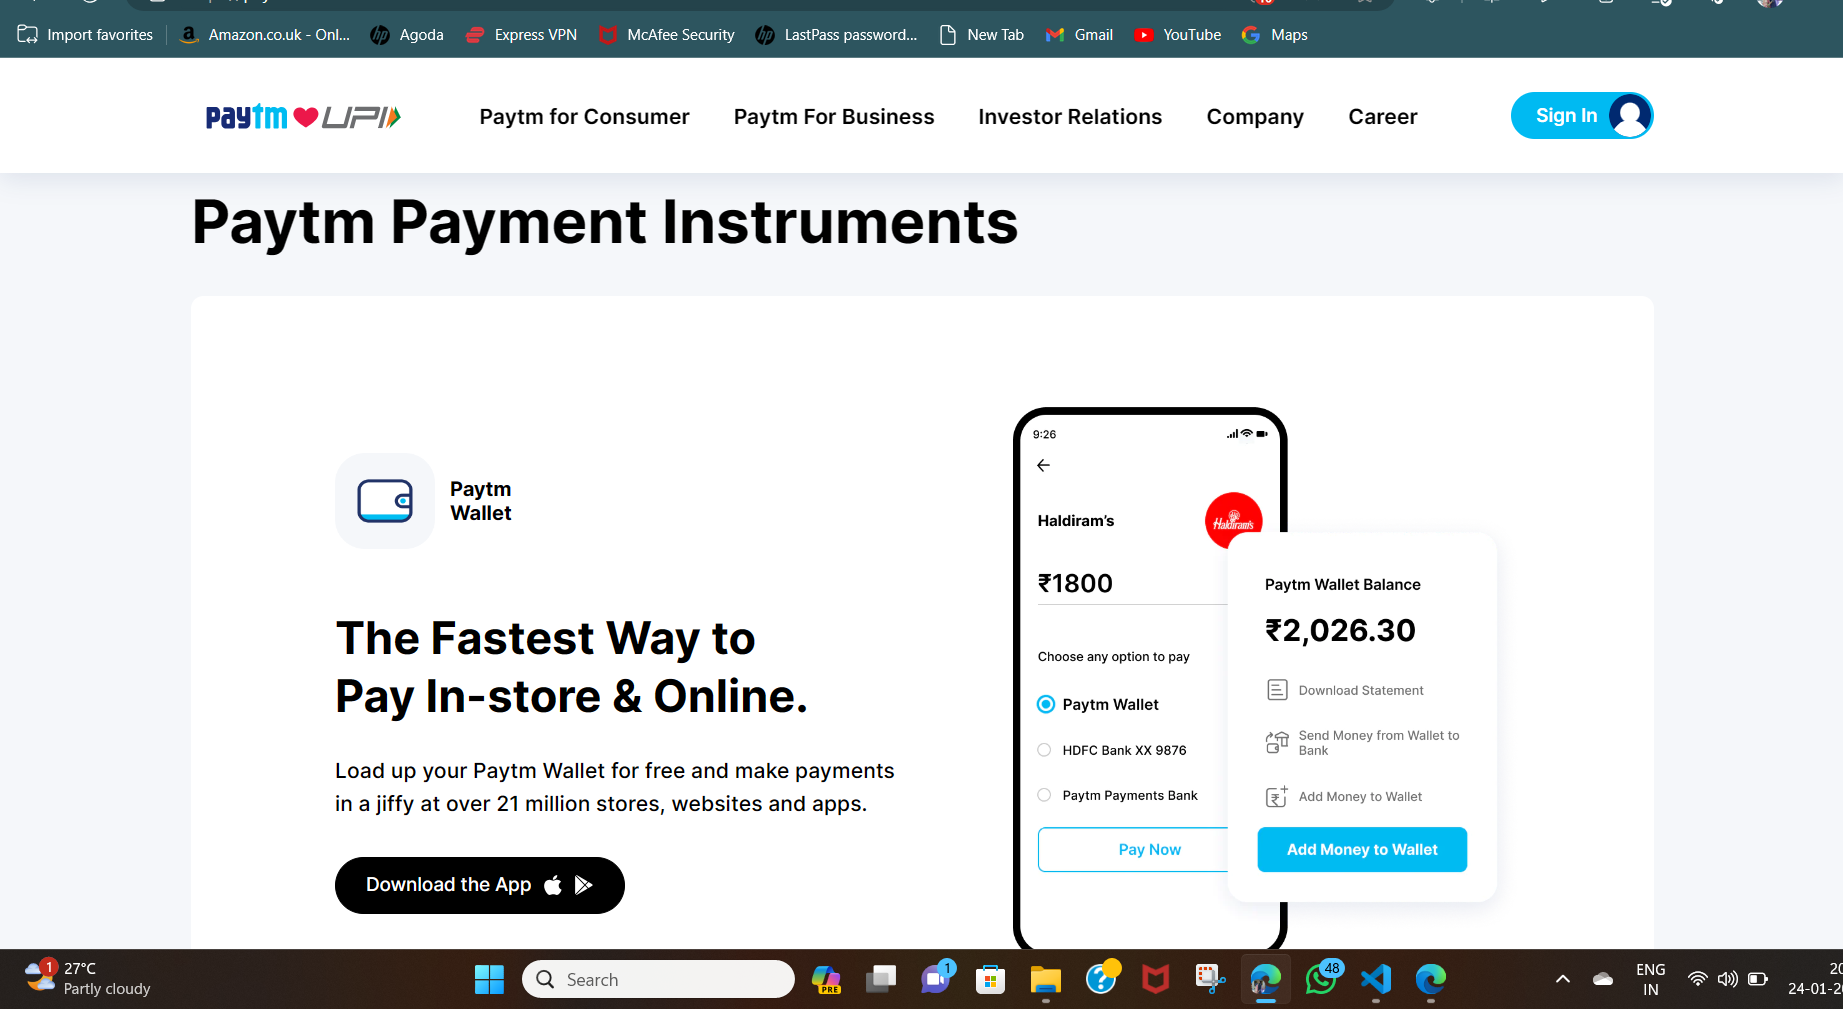 Import favorites
Amazon.co.uk - Onl...
Agoda
Express VPN
McAfee Security
LastPass password...
New Tab
Gmail
YouTube
Maps
paytm UPI
Paytm for Consumer
Paytm For Business
Investor Relations
Company
Career
Sign In
Paytm Payment Instruments
Paytm
Wallet
The Fastest Way to
Pay In-store & Online.
Load up your Paytm Wallet for free and make payments
in a jiffy at over 21 million stores, websites and apps.
Download the App
9:26
Haldiram's
Haldiram's
₹1800
Choose any option to pay
Paytm Wallet
HDFC Bank XX 9876
Paytm Payments Bank
Pay Now
Paytm Wallet Balance
₹2,026.30
Download Statement
Send Money from Wallet to
Bank
Add Money to Wallet
Add Money to Wallet
1
27°C
Partly cloudy
Search
PRE
1
48
ENG
IN
20
24-01-2